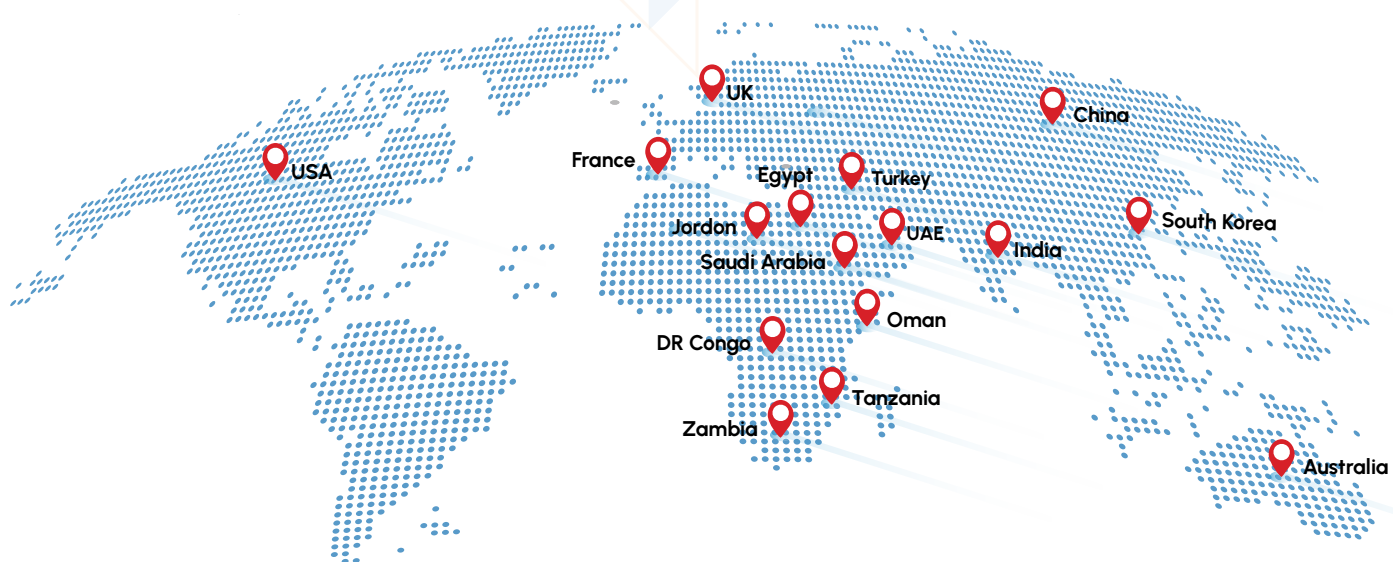 UK
China
France
USA
Egypt
Turkey
Jordon
South Korea
UAE
India
Saudi Arabia
Oman
DR Congo
Tanzania
Zambia
Australia